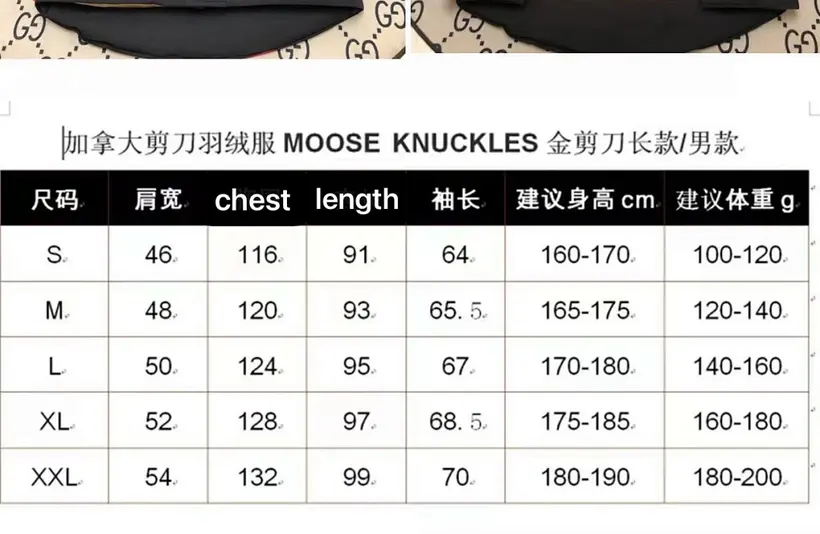 加拿大剪刀羽绒服 MOOSE KNUCKLES 金剪刀长款/男款
尺码 肩宽 chest length 袖长 建议身高 cm 建议体重 g
S 46 116 91 64 160-170 100-120
M 48 120 93 65.5 165-175 120-140
L 50 124 95 67 170-180 140-160
XL 52 128 97 68.5 175-185 160-180
XXL 54 132 99 70 180-190 180-200